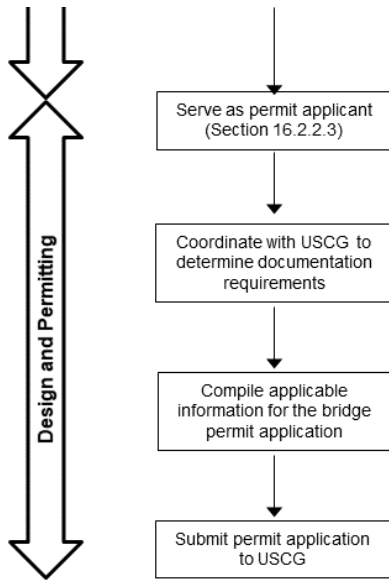 Serve as permit applicant
(Section 16.2.2.3)
Design and Permitting
Coordinate with USCG to
determine documentation
requirements
Compile applicable
information for the bridge
permit application
Submit permit application
to USCG